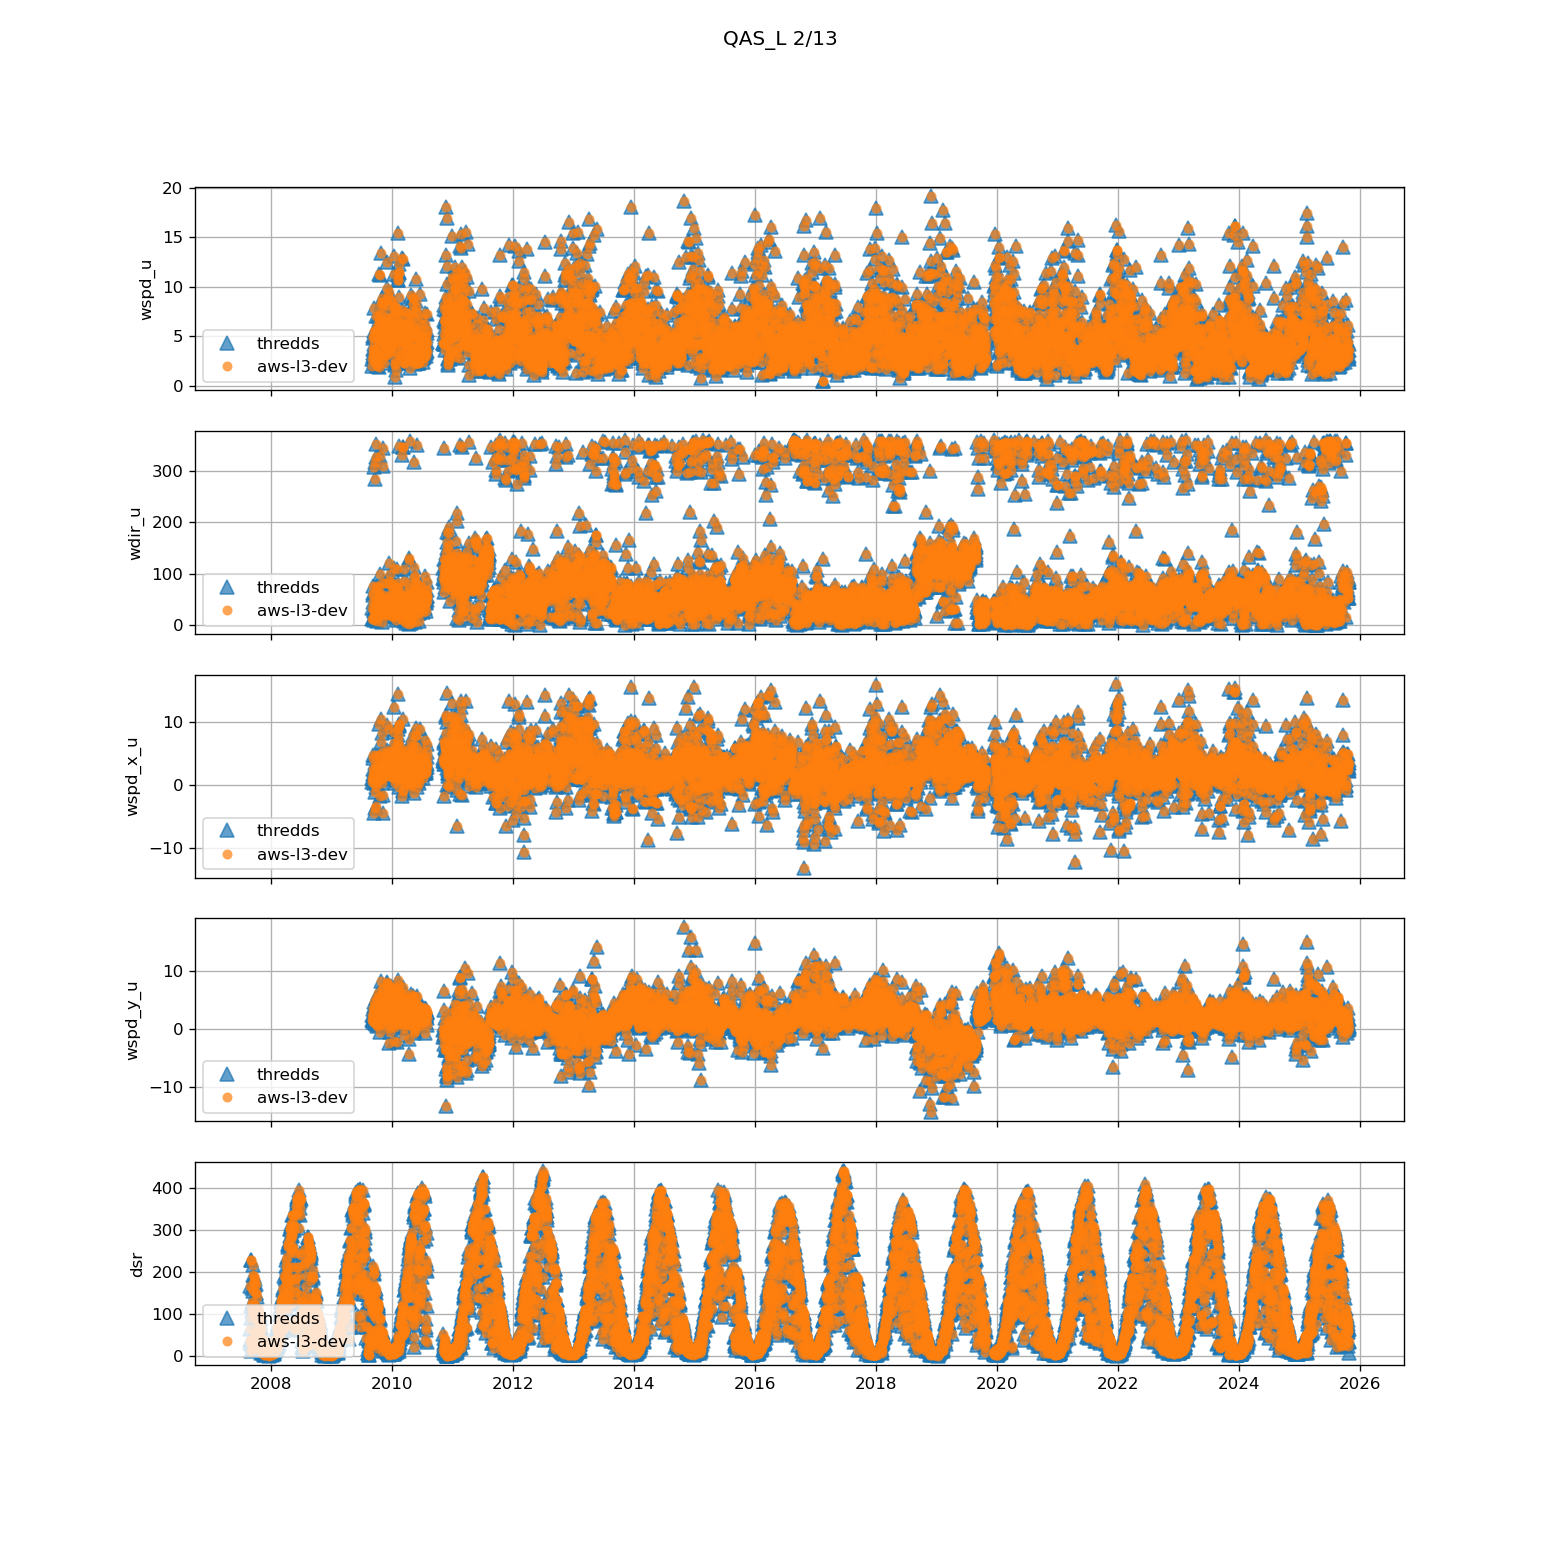 QAS_L 2/13
20
15
10
5
0
wspd_u
thredds
aws-l3-dev
300
200
100
0
wdir_u
thredds
aws-l3-dev
10
0
−10
wspd_x_u
thredds
aws-l3-dev
10
0
−10
wspd_y_u
thredds
aws-l3-dev
400
300
200
100
0
dsr
thredds
aws-l3-dev
2008 2010 2012 2014 2016 2018 2020 2022 2024 2026